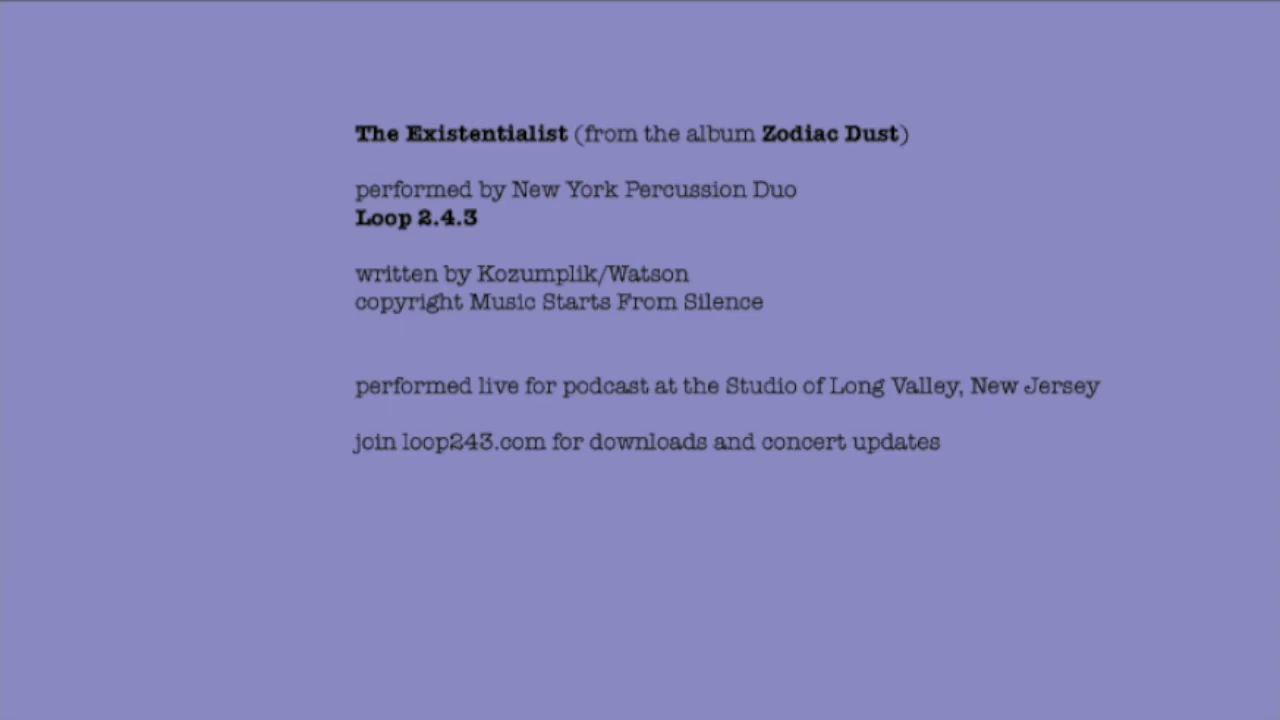 The Existentialist (from the album Zodiac Dust)
performed by New York Percussion Duo
Loop 2.4.3
written by Kozumplik/Watson
copyright Music Starts From Silence
performed live for podcast at the Studio of Long Valley, New Jersey
join loop243.com for downloads and concert updates